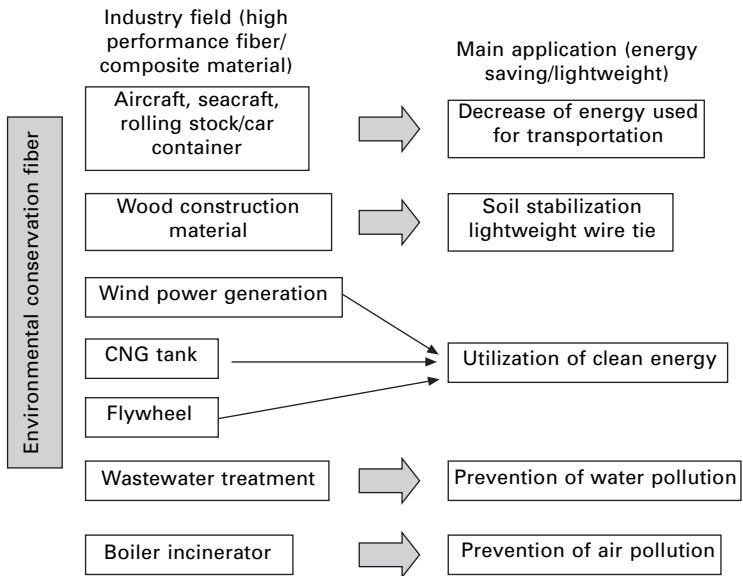 Industry field (high
performance fiber/
composite material)
Main application (energy
saving/lightweight)
Environmental conservation fiber
Aircraft, seacraft,
rolling stock/car
container
Decrease of energy used
for transportation
Wood construction
material
Soil stabilization
lightweight wire tie
Wind power generation
CNG tank
Utilization of clean energy
Flywheel
Wastewater treatment
Prevention of water pollution
Boiler incinerator
Prevention of air pollution